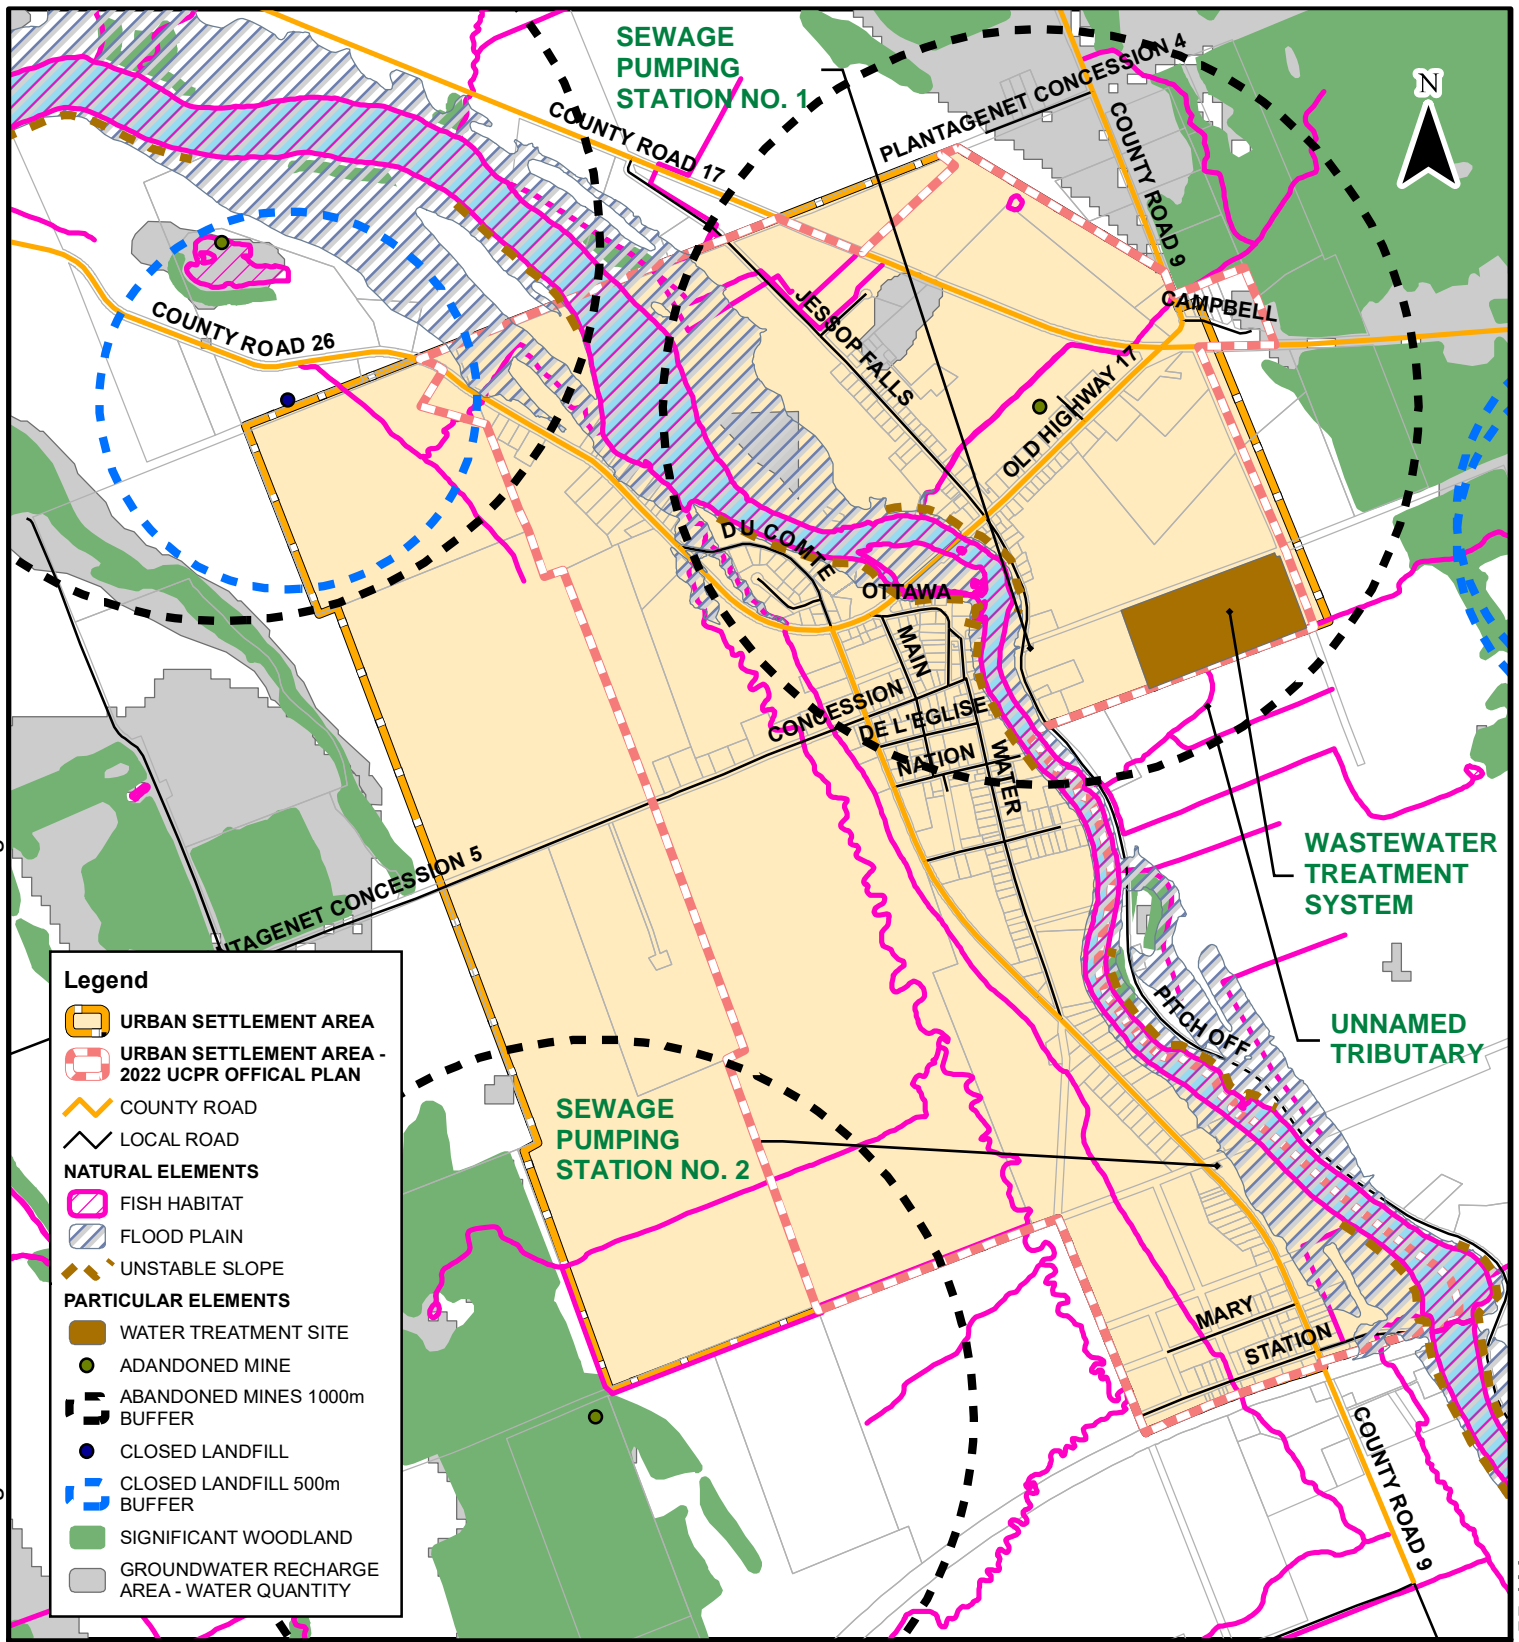 SEWAGE
PUMPING
STATION NO. 1
N
PLANTAGENET CONCESSION 4
COUNTY ROAD 17
COUNTY ROAD 9
CAMPBELL
COUNTY ROAD 26
JESSOP FALLS
OLD HIGHWAY 17
DU COMTE
OTTAWA
MAIN
CONCESSION
DE L'EGLISE
NATION
WATER
WASTEWATER
TREATMENT
SYSTEM
NTAGENET CONCESSION 5
PITCH OFF
UNNAMED
TRIBUTARY
SEWAGE
PUMPING
STATION NO. 2
MARY
STATION
COUNTY ROAD 9
Legend
URBAN SETTLEMENT AREA
URBAN SETTLEMENT AREA -
2022 UCPR OFFICAL PLAN
COUNTY ROAD
LOCAL ROAD
NATURAL ELEMENTS
FISH HABITAT
FLOOD PLAIN
UNSTABLE SLOPE
PARTICULAR ELEMENTS
WATER TREATMENT SITE
ADANDONED MINE
ABANDONED MINES 1000m
BUFFER
CLOSED LANDFILL
CLOSED LANDFILL 500m
BUFFER
SIGNIFICANT WOODLAND
GROUNDWATER RECHARGE
AREA - WATER QUANTITY